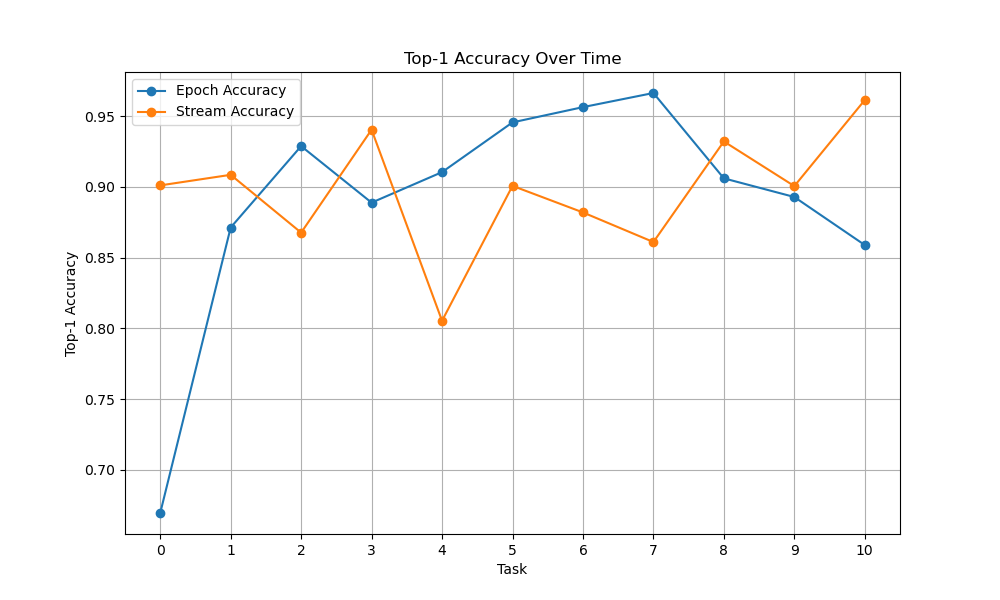 Top-1 Accuracy Over Time
Epoch Accuracy
Stream Accuracy
Top-1 Accuracy
0.95
0.90
0.85
0.80
0.75
0.70
0 1 2 3 4 5 6 7 8 9 10
Task